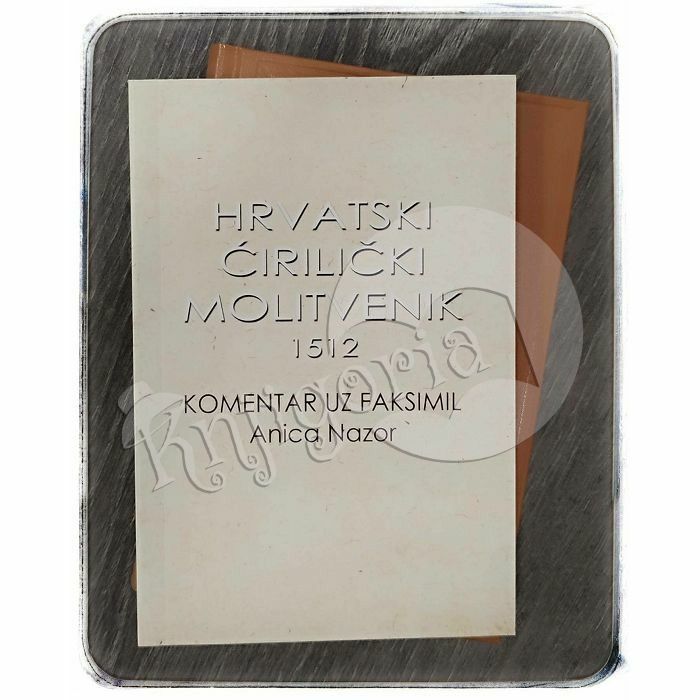 HRVATSKI
ĆIRILIČKI
MOLITVENIK
1512
KOMENTAR UZ FAKSIMIL
Anica Nazor
Knjigoria